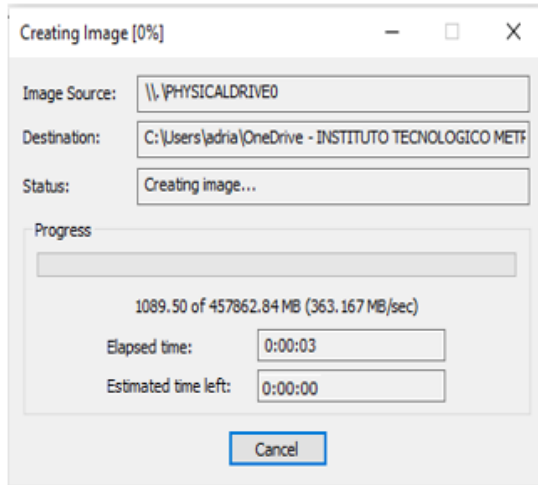 Creating Image [0%]
Image Source: \\.\PHYSICALDRIVE0
Destination: C:\Users\adria\OneDrive - INSTITUTO TECNOLOGICO METR
Status: Creating image...
Progress
1089.50 of 457862.84 MB (363.167 MB/sec)
Elapsed time: 0:00:03
Estimated time left: 0:00:00
Cancel